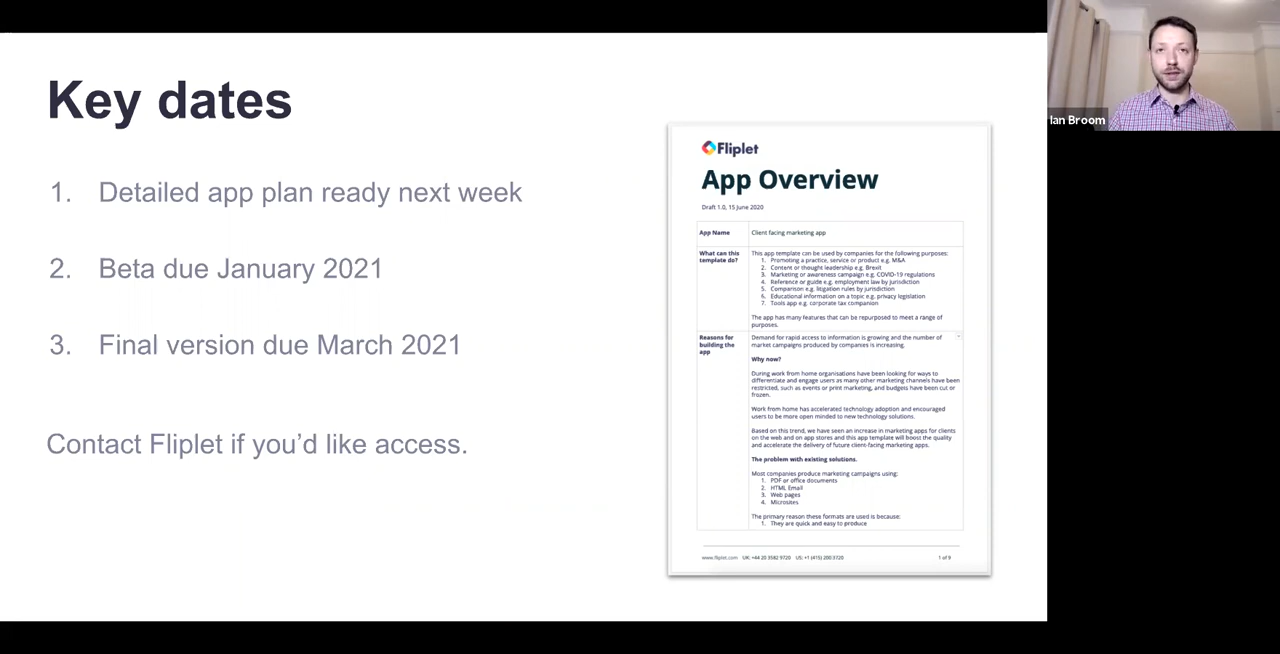 Key dates
1. Detailed app plan ready next week
2. Beta due January 2021
3. Final version due March 2021
Contact Fliplet if you'd like access.
Fliplet
App Overview
Draft 1.0, 15 June 2020
App Name
Client facing marketing app
What can this
template do?
This app template can be used by companies for the following purposes:
1. Promoting a practice, service or product e.g. M&A
2. Content or thought leadership e.g. Brexit
3. Marketing or awareness campaign e.g. COVID-19 regulations
4. Reference or guide e.g. employment law by jurisdiction
5. Comparison e.g. litigation rules by jurisdiction
6. Educational information on a topic e.g. privacy legislation
7. Tools app e.g. corporate tax companion
The app has many features that can be repurposed to meet a range of
purposes.
Reasons for
building the
app
Demand for rapid access to information is growing and the number of
market campaigns produced by companies is increasing.
Why now?
During work from home organisations have been looking for ways to
differentiate and engage users as many other marketing channels have been
restricted, such as events or print marketing, and budgets have been cut or
frozen.
Work from home has accelerated technology adoption and encouraged
users to be more open minded to new technology solutions.
Based on this trend, we have seen an increase in marketing apps for clients
on the web and on app stores and this app template will boost the quality
and accelerate the delivery of future client-facing marketing apps.
The problem with existing solutions.
Most companies produce marketing campaigns using:
1. PDF or office documents
2. HTML Email
3. Web pages
4. Microsites
The primary reason these formats are used is because:
1. They are quick and easy to produce
www.fliplet.com UK: +44 20 3582 9720 US: +1 (415) 200 3720
1 of 9
Ian Broom